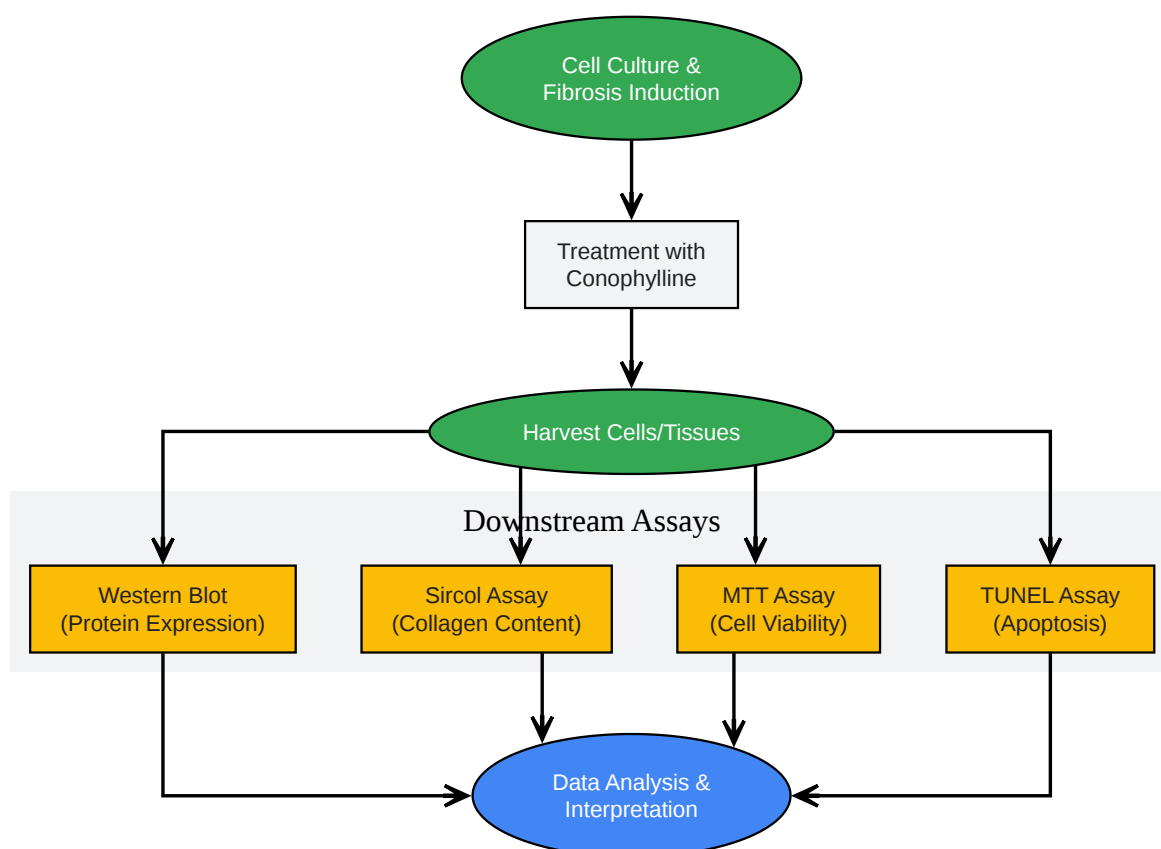 Cell Culture &
Fibrosis Induction
Treatment with
Conophylline
Harvest Cells/Tissues
Downstream Assays
Western Blot
(Protein Expression)
Sircol Assay
(Collagen Content)
MTT Assay
(Cell Viability)
TUNEL Assay
(Apoptosis)
Data Analysis &
Interpretation